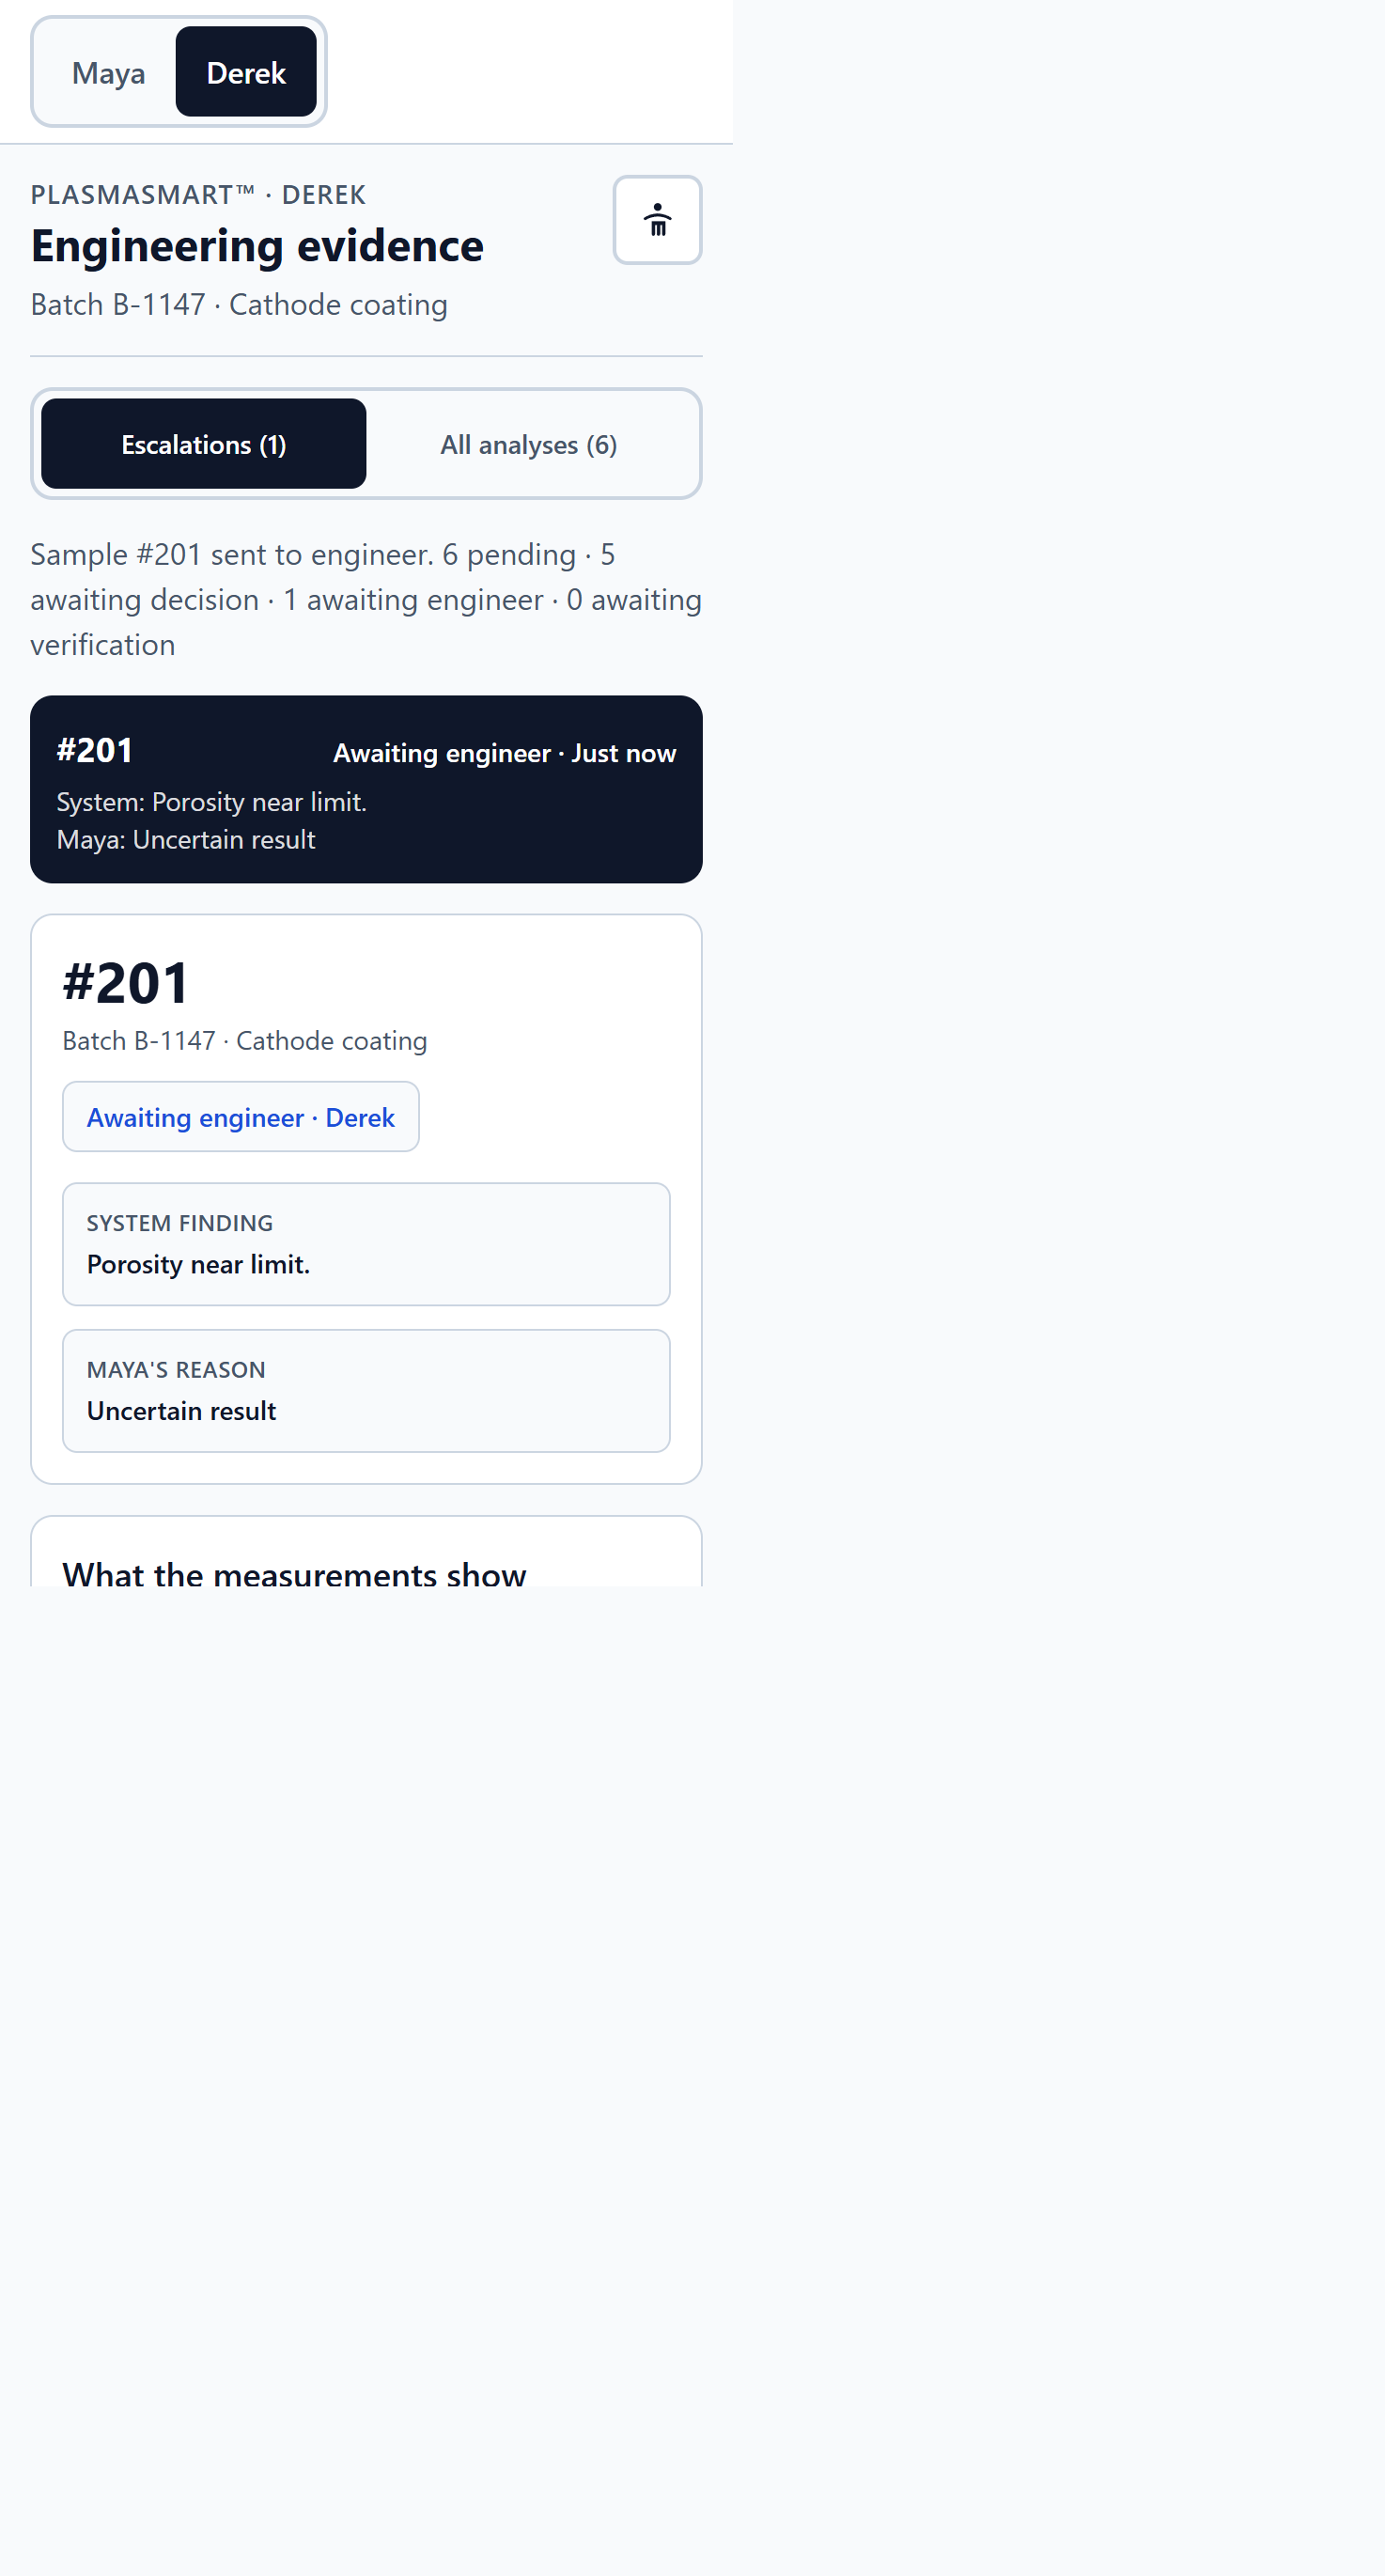 Maya Derek
PLASMASMART™ · DEREK
Engineering evidence
Batch B-1147 · Cathode coating
Escalations (1) All analyses (6)
Sample #201 sent to engineer. 6 pending · 5
awaiting decision · 1 awaiting engineer · 0 awaiting
verification
#201 Awaiting engineer · Just now
System: Porosity near limit.
Maya: Uncertain result
#201
Batch B-1147 · Cathode coating
Awaiting engineer · Derek
SYSTEM FINDING
Porosity near limit.
MAYA'S REASON
Uncertain result
What the measurements show